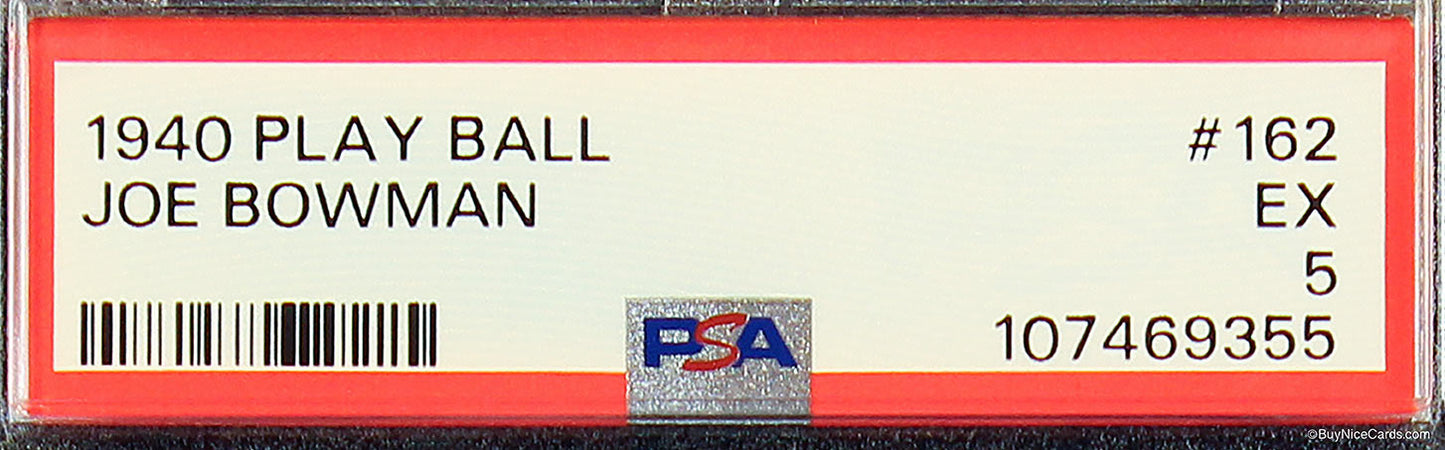 1940 PLAY BALL #162
JOE BOWMAN EX
5
PSA 107469355
©BuyNiceCards.com